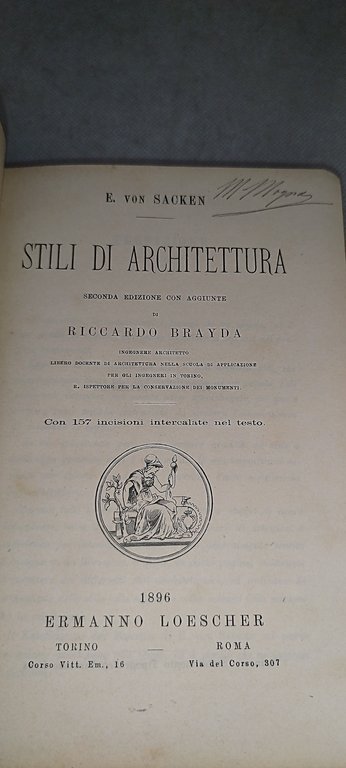 E. VON SACKEN
STILI DI ARCHITETTURA
SECONDA EDIZIONE CON AGGIUNTE
DI
RICCARDO BRAYDA
INGEGNERE ARCHITETTO
LIBERO DOCENTE DI ARCHITETTURA NELLA SCUOLA DI APPLICAZIONE
PER GLI INGEGNERI IN TORINO,
R. ISPETTORE PER LA CONSERVAZIONE DEI MONUMENTI.
Con 157 incisioni intercalate nel testo.
1896
ERMANNO LOESCHER
TORINO — ROMA
Corso Vitt. Em., 16 Via del Corso, 307